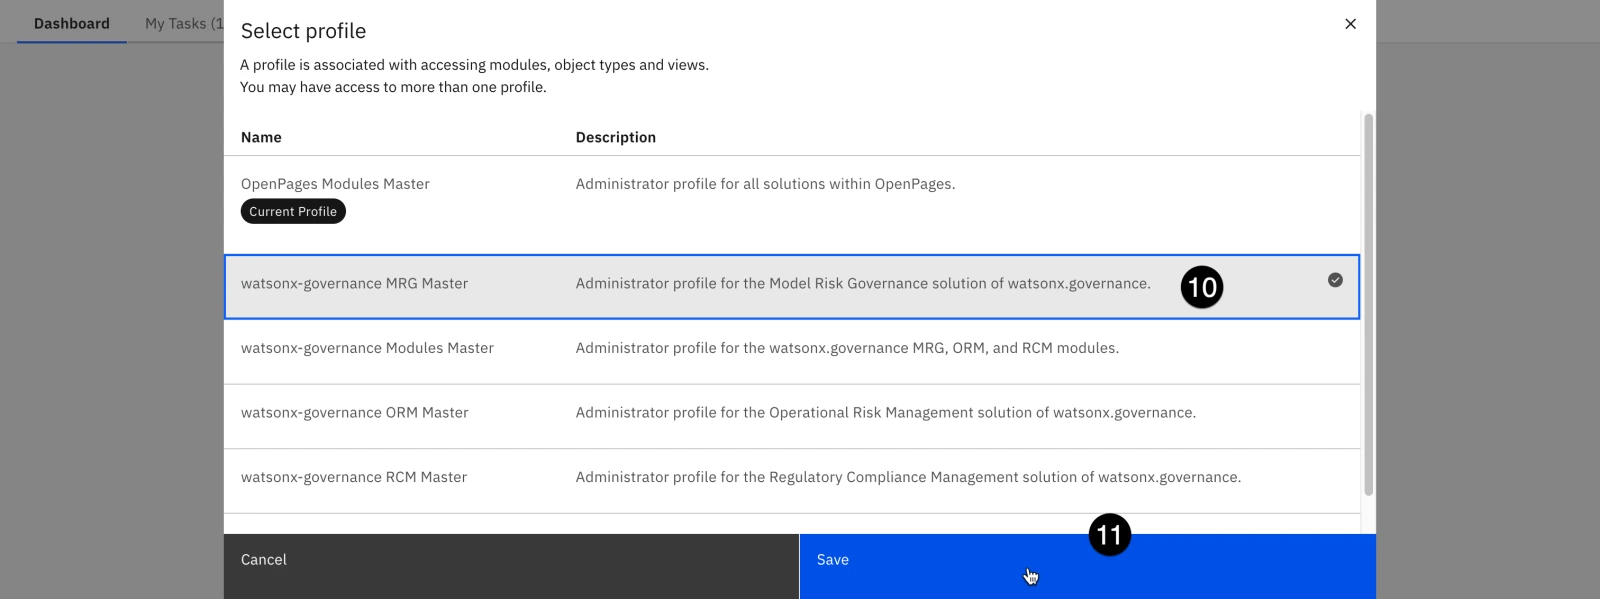 Dashboard
My Tasks (1
Select profile
A profile is associated with accessing modules, object types and views.
You may have access to more than one profile.
Name Description
OpenPages Modules Master Administrator profile for all solutions within OpenPages.
Current Profile
watsonx-governance MRG Master Administrator profile for the Model Risk Governance solution of watsonx.governance. 10
watsonx-governance Modules Master Administrator profile for the watsonx.governance MRG, ORM, and RCM modules.
watsonx-governance ORM Master Administrator profile for the Operational Risk Management solution of watsonx.governance.
watsonx-governance RCM Master Administrator profile for the Regulatory Compliance Management solution of watsonx.governance.
11
Cancel Save